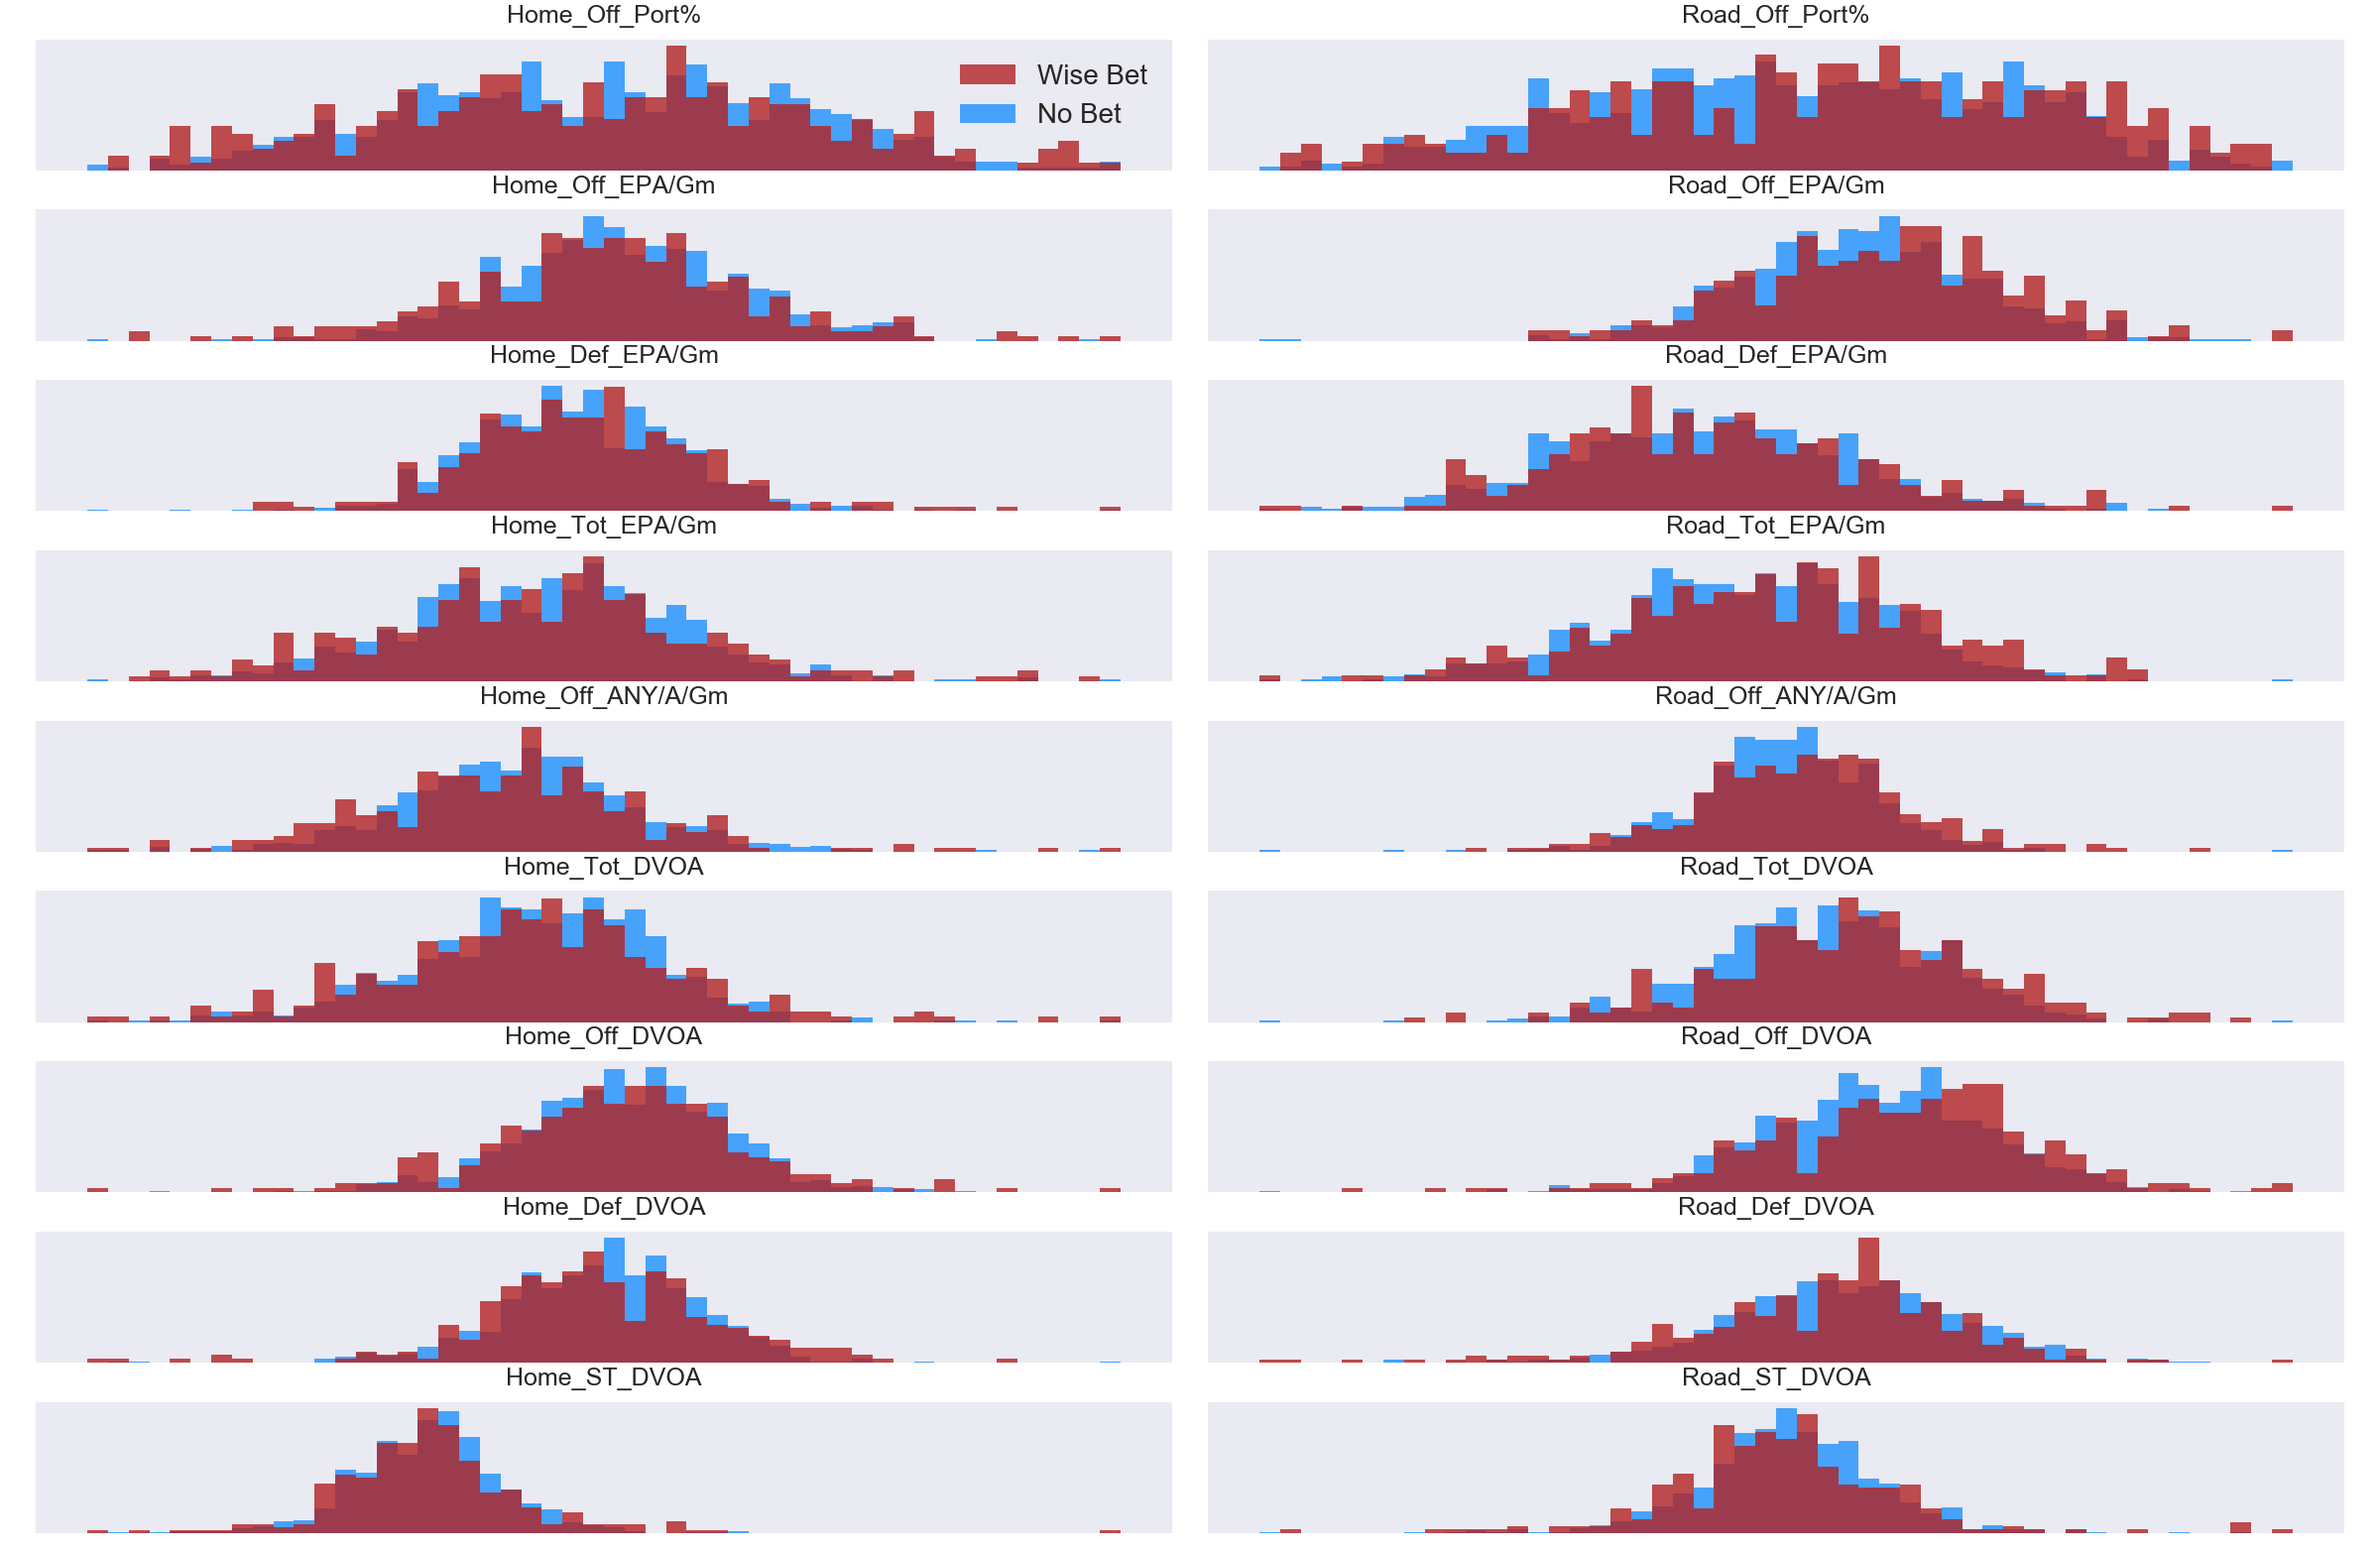 Home_Off_Port%
Road_Off_Port%
Wise Bet
No Bet
Home_Off_EPA/Gm
Road_Off_EPA/Gm
Home_Def_EPA/Gm
Road_Def_EPA/Gm
Home_Tot_EPA/Gm
Road_Tot_EPA/Gm
Home_Off_ANY/A/Gm
Road_Off_ANY/A/Gm
Home_Tot_DVOA
Road_Tot_DVOA
Home_Off_DVOA
Road_Off_DVOA
Home_Def_DVOA
Road_Def_DVOA
Home_ST_DVOA
Road_ST_DVOA